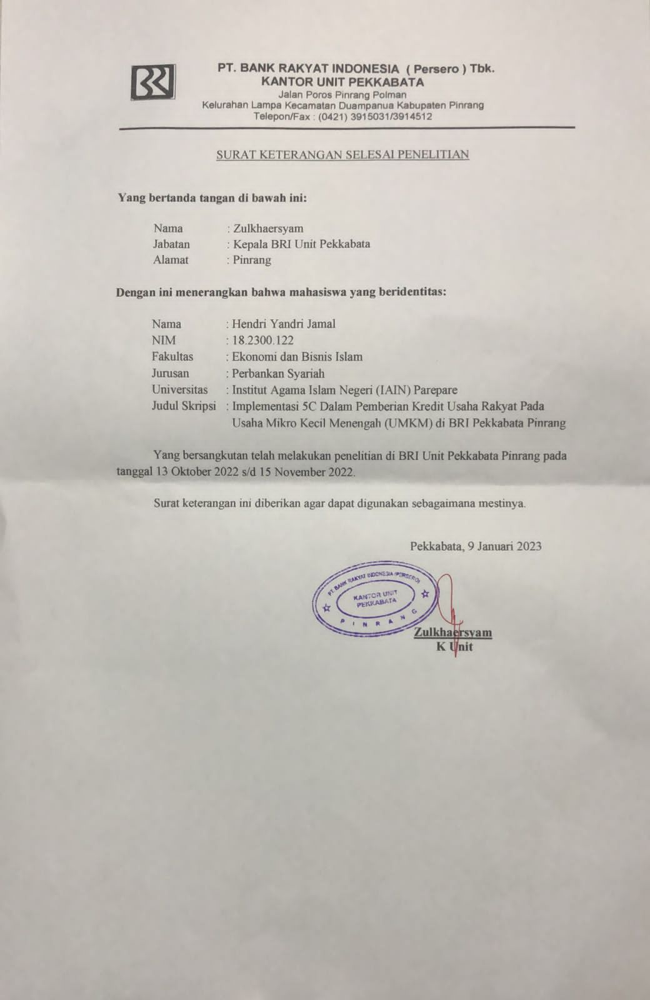 BRI
PT. BANK RAKYAT INDONESIA ( Persero ) Tbk.
KANTOR UNIT PEKKABATA
Jalan Poros Pinrang Polman
Kelurahan Lampa Kecamatan Duampanua Kabupaten Pinrang
Telepon/Fax : (0421) 3915031/3914512
SURAT KETERANGAN SELESAI PENELITIAN
Yang bertanda tangan di bawah ini:
Nama : Zulkhaersyam
Jabatan : Kepala BRI Unit Pekkabata
Alamat : Pinrang
Dengan ini menerangkan bahwa mahasiswa yang beridentitas:
Nama : Hendri Yandri Jamal
NIM : 18.2300.122
Fakultas : Ekonomi dan Bisnis Islam
Jurusan : Perbankan Syariah
Universitas : Institut Agama Islam Negeri (IAIN) Parepare
Judul Skripsi : Implementasi 5C Dalam Pemberian Kredit Usaha Rakyat Pada
Usaha Mikro Kecil Menengah (UMKM) di BRI Pekkabata Pinrang
Yang bersangkutan telah melakukan penelitian di BRI Unit Pekkabata Pinrang pada
tanggal 13 Oktober 2022 s/d 15 November 2022.
Surat keterangan ini diberikan agar dapat digunakan sebagaimana mestinya.
Pekkabata, 9 Januari 2023
PT. BANK RAKYAT INDONESIA (PERSERO)
KANTOR UNIT
PEKKABATA
PINRANG
Zulkhaersyam
K Unit